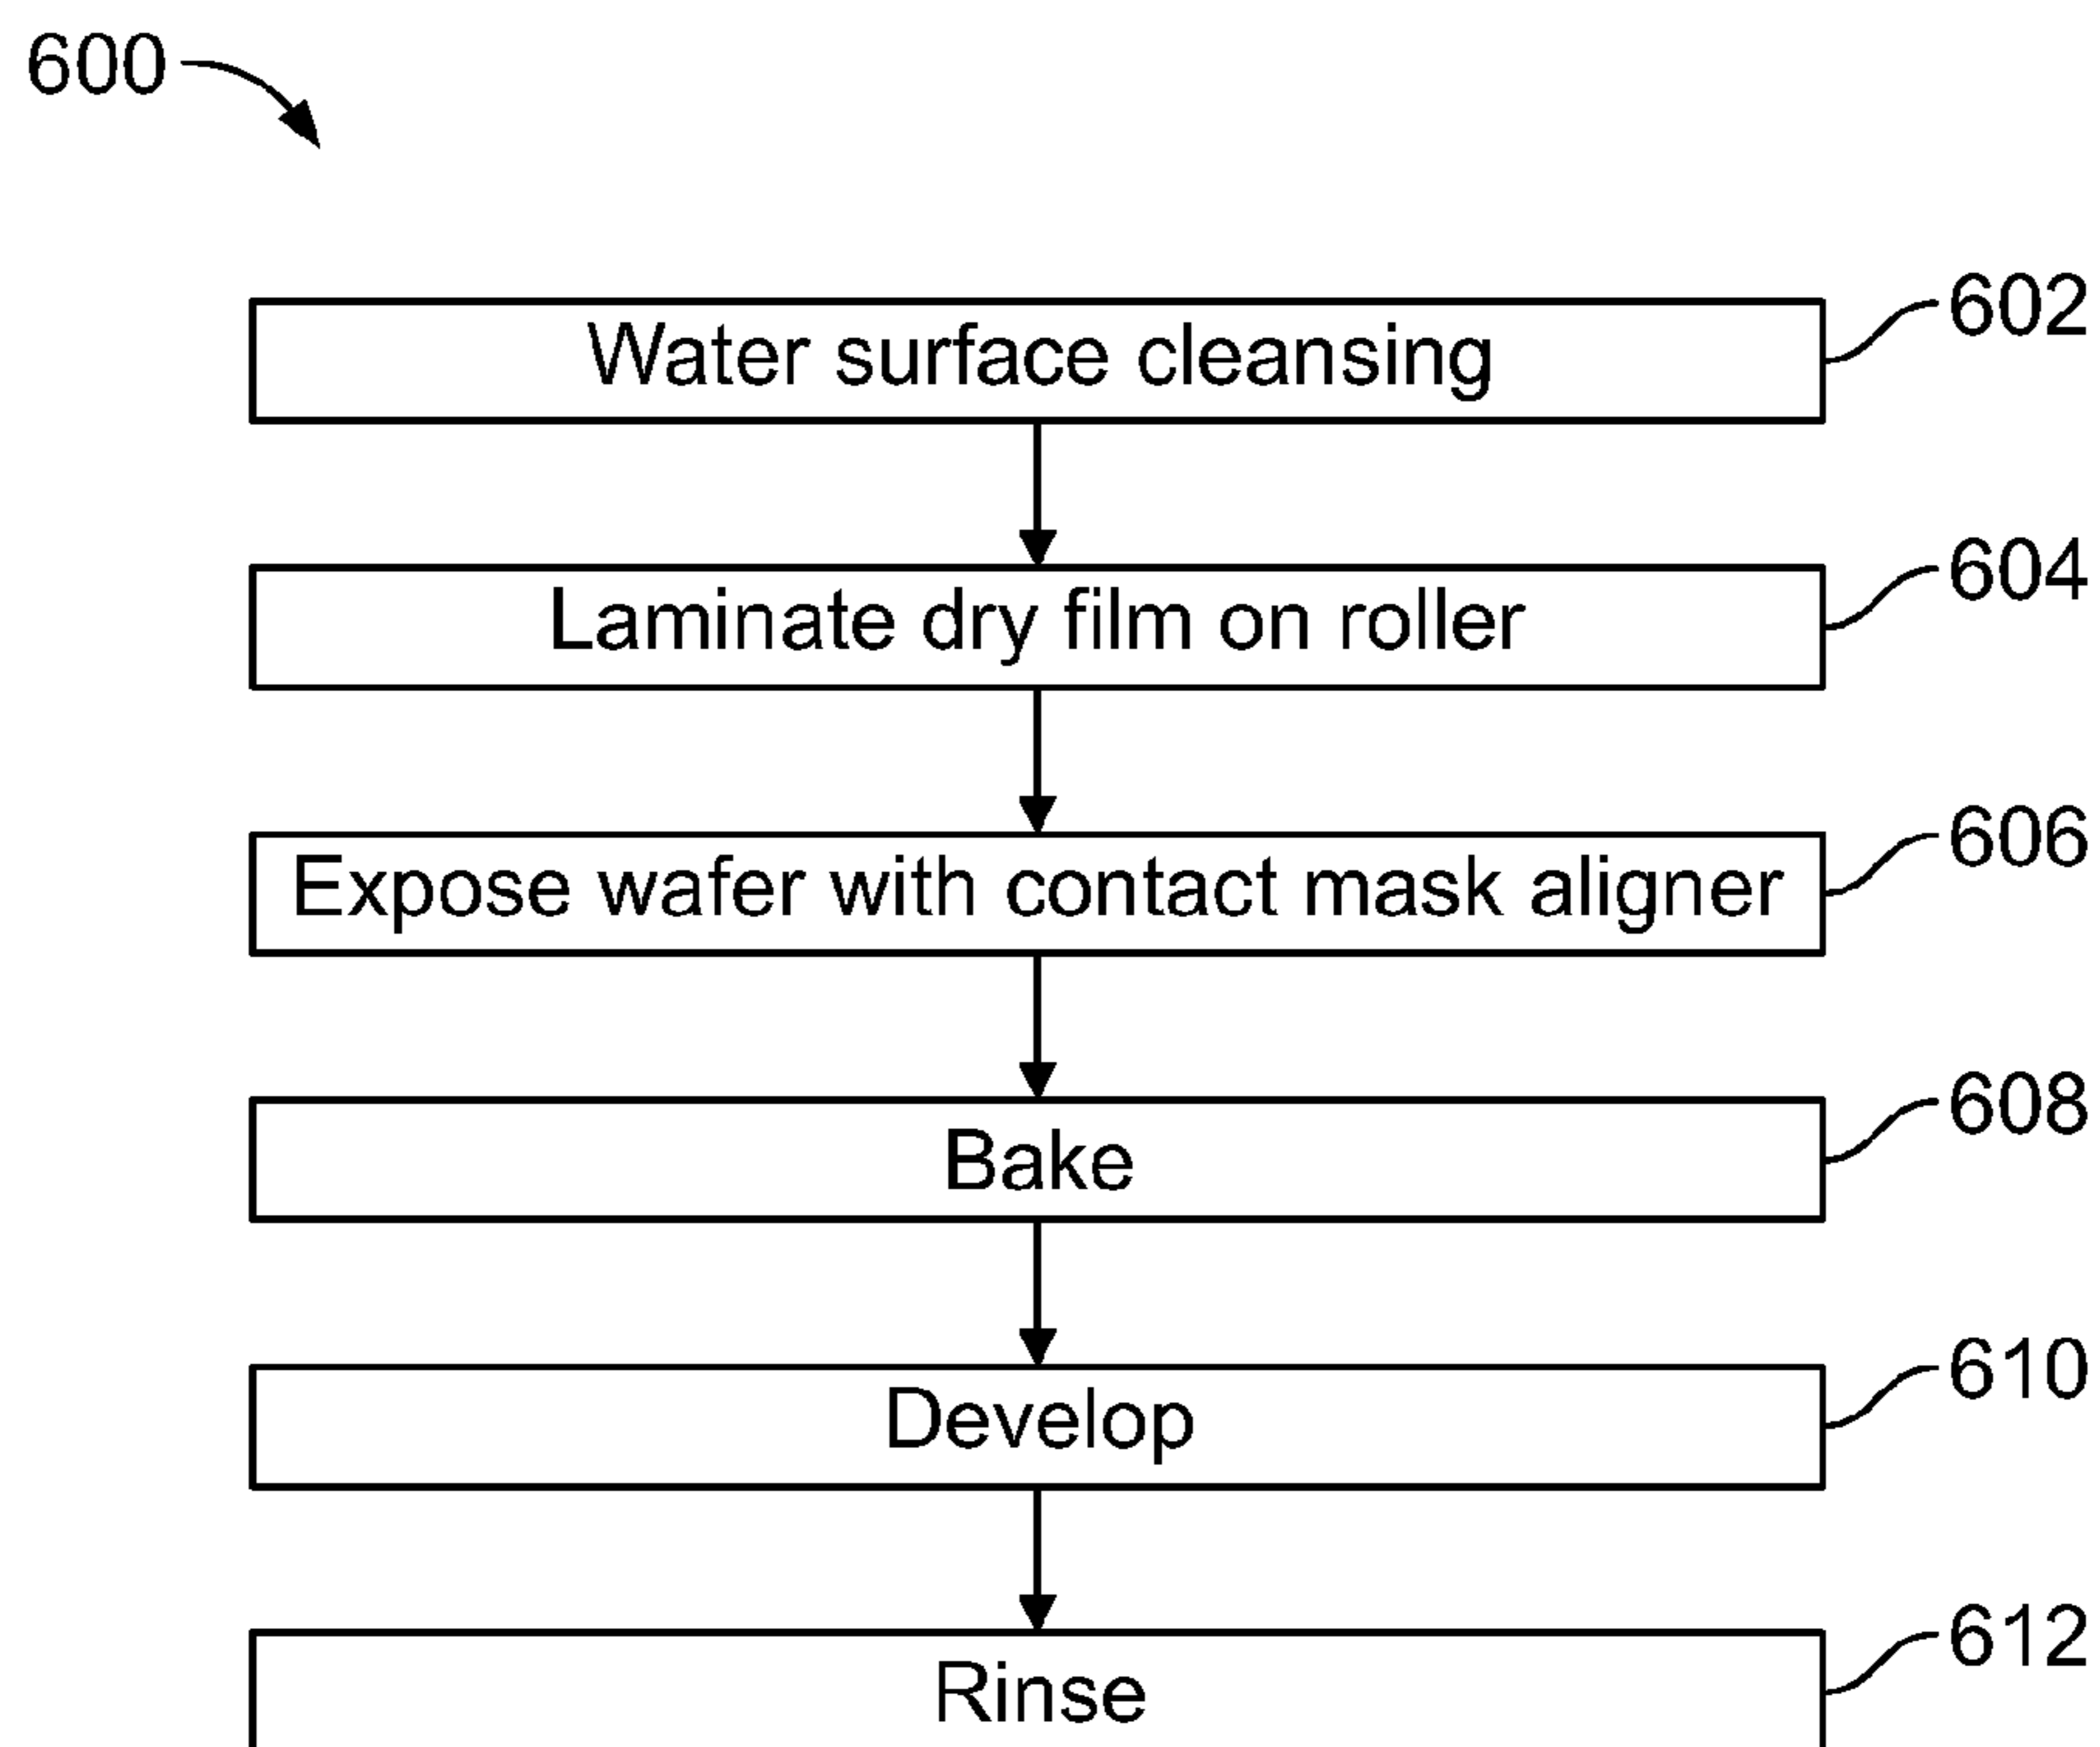 600
Water surface cleansing
602
Laminate dry film on roller
604
Expose wafer with contact mask aligner
606
Bake
608
Develop
610
Rinse
612